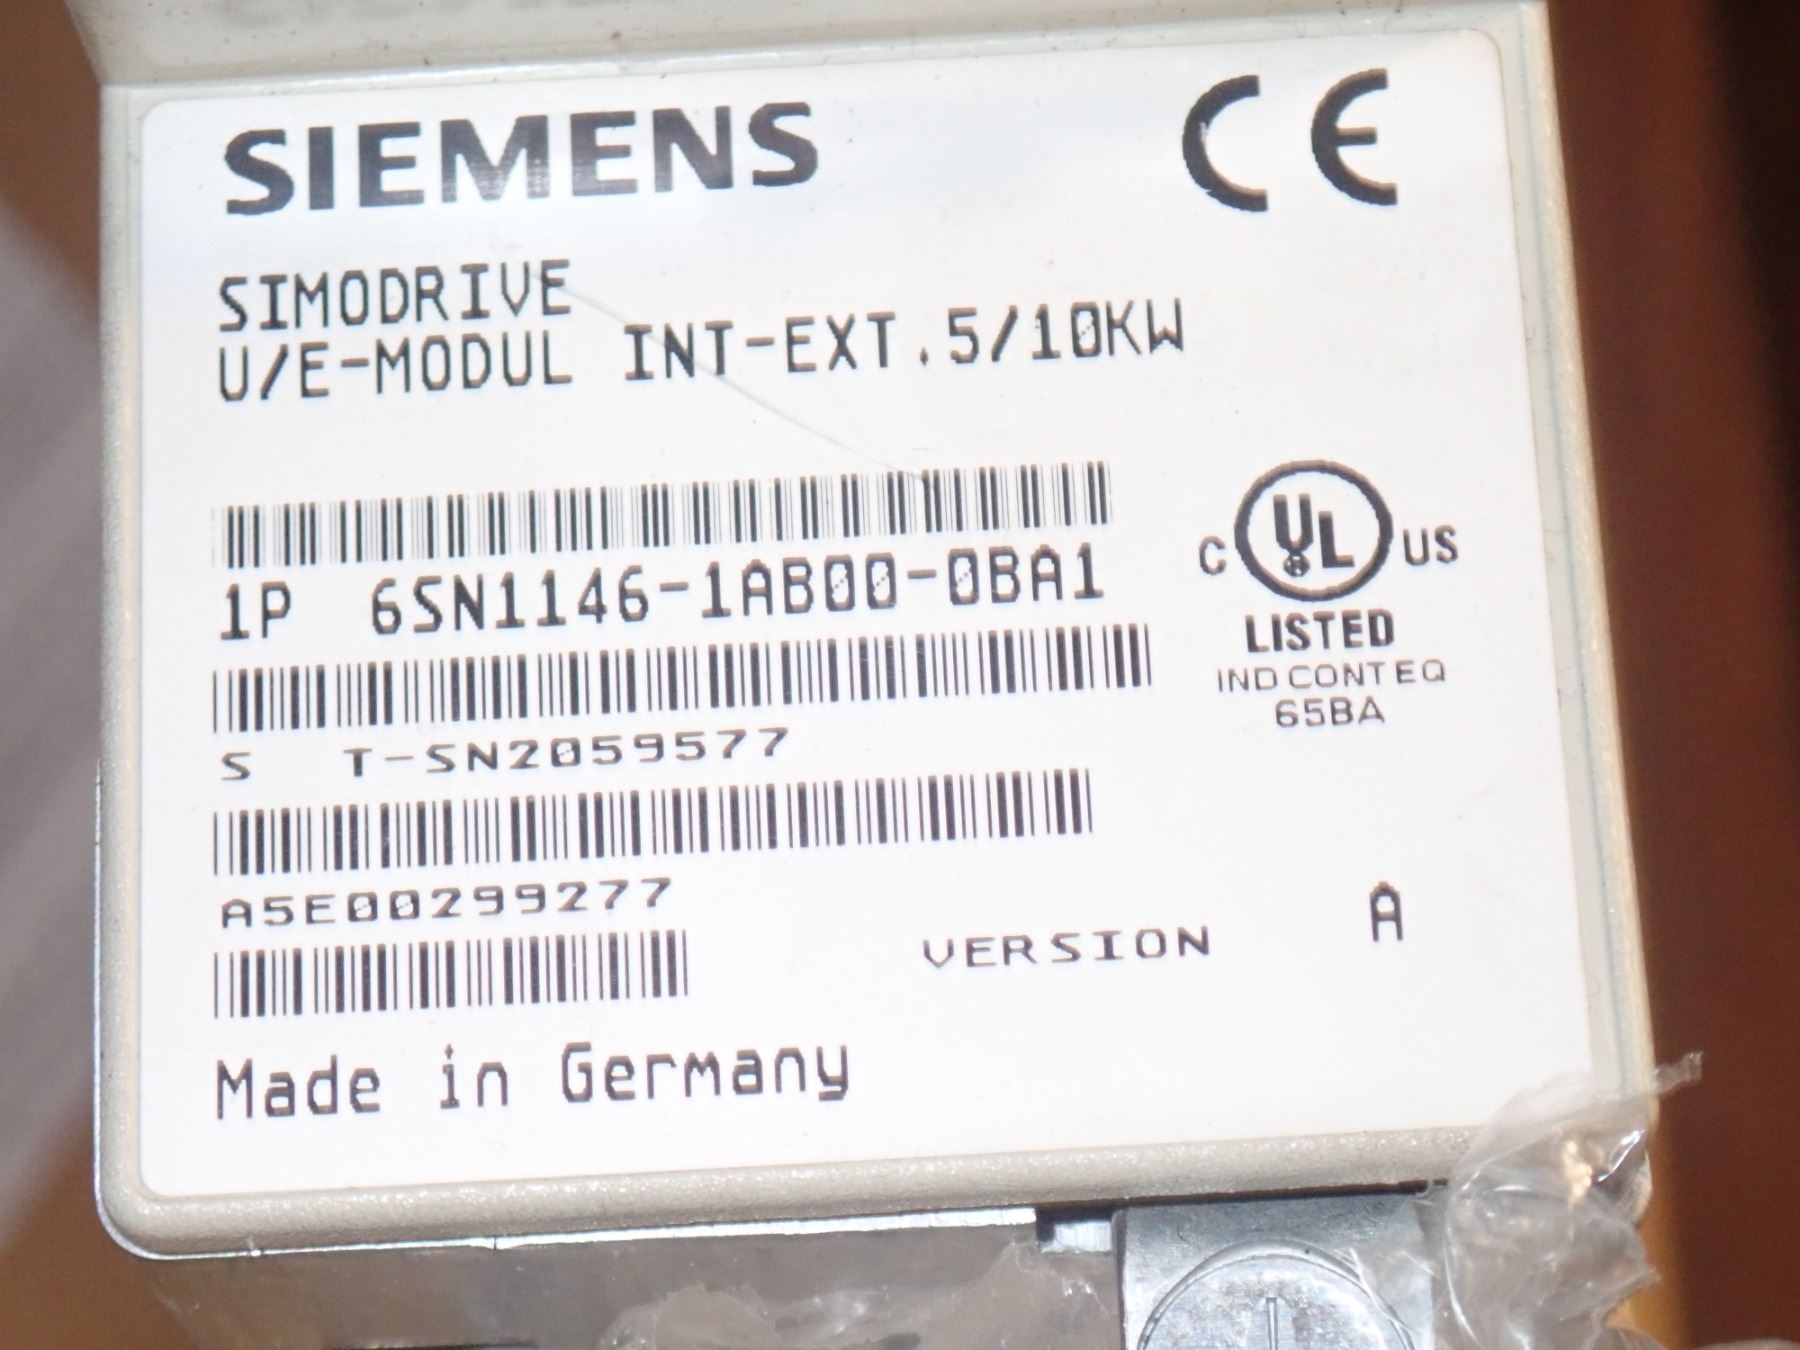 SIEMENS
CE
SIMODRIVE
U/E-MODUL INT-EXT.5/10KW
1P 6SN1146-1AB00-0BA1
C UL US
LISTED
IND CONT EQ
65BA
S T-SN2059577
A5E00299277
VERSION A
Made in Germany